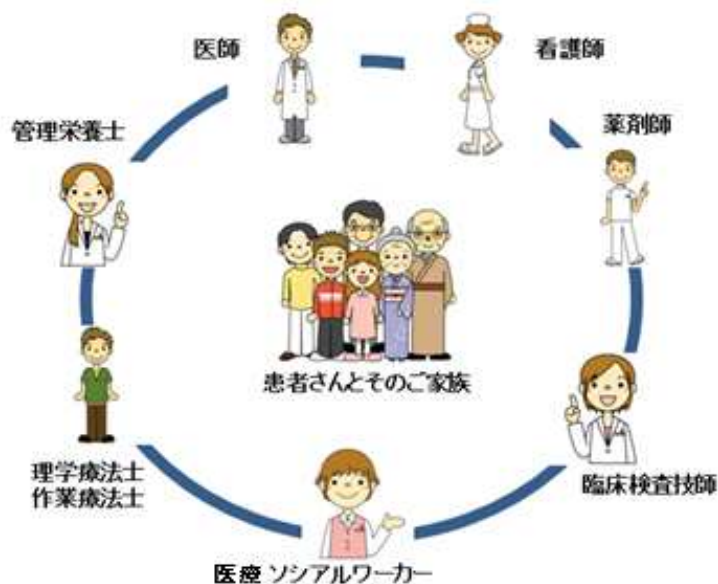 医師
看護師
管理栄養士
薬剤師
患者さんとそのご家族
理学療法士
作業療法士
臨床検査技師
医療 ソシアルワーカー